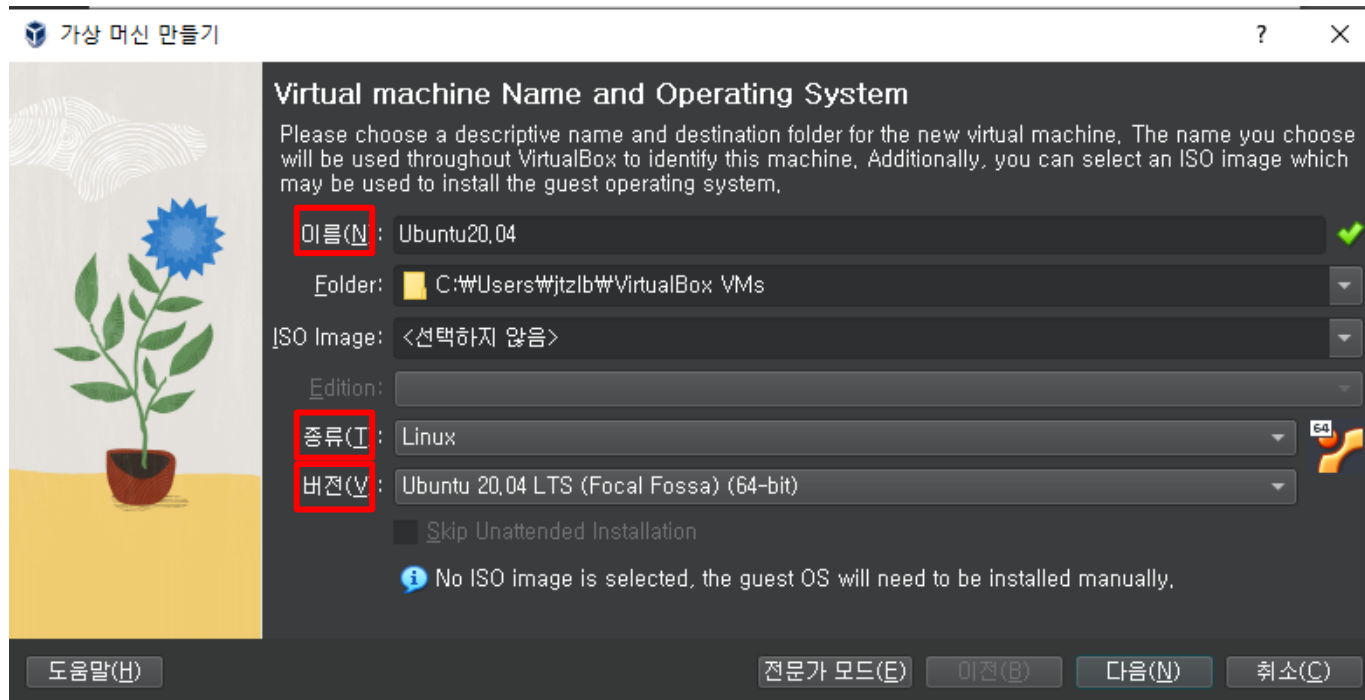 가상 머신 만들기
?
Virtual machine Name and Operating System
Please choose a descriptive name and destination folder for the new virtual machine, The name you choose
will be used throughout VirtualBox to identify this machine, Additionally, you can select an ISO image which
may be used to install the guest operating system,
이름(N): Ubuntu20,04
Folder: C:₩Users₩jtzlb₩VirtualBox VMs
ISO Image: <선택하지 않음>
Edition:
종류(T): Linux
64
버전(V): Ubuntu 20,04 LTS (Focal Fossa) (64-bit)
Skip Unattended Installation
No ISO image is selected, the guest OS will need to be installed manually,
도움말(H) 전문가 모드(E) 이전(B) 다음(N) 취소(C)